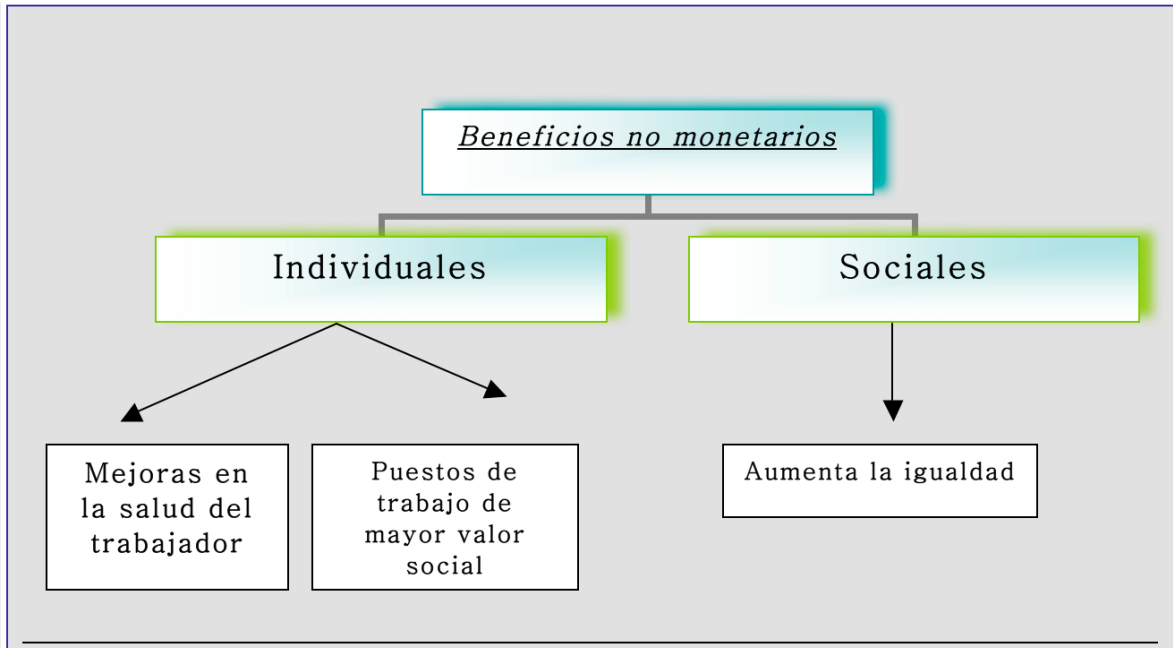 Beneficios no monetarios
Individuales
Sociales
Mejoras en
la salud del
trabajador
Puestos de
trabajo de
mayor valor
social
Aumenta la igualdad